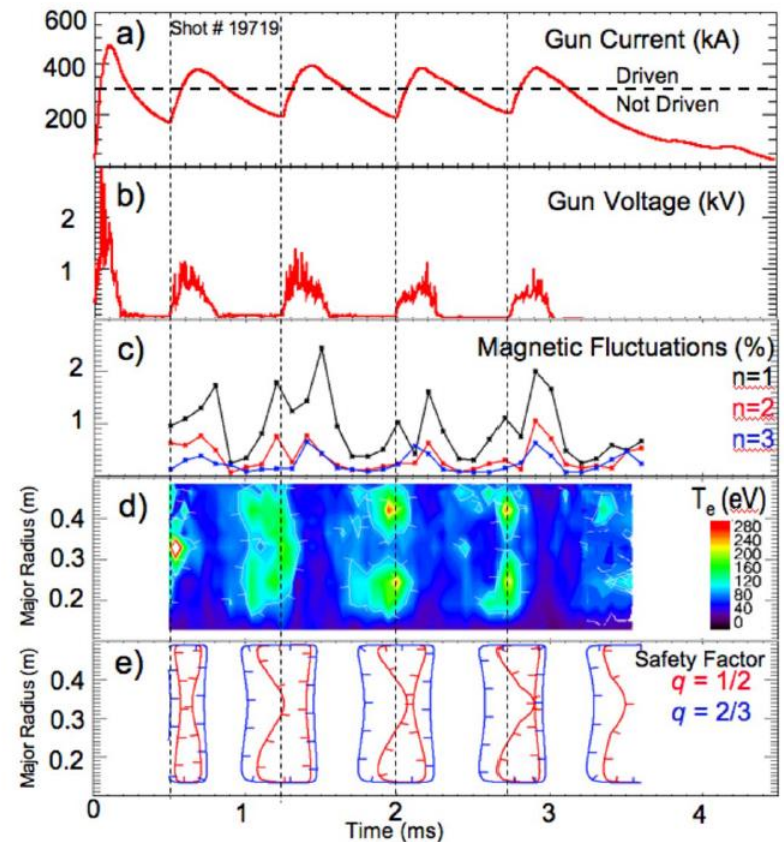 600
400
200
a)
Shot # 19719
Gun Current (kA)
Driven
Not Driven
2
1
b)
Gun Voltage (kV)
2
1
c)
Magnetic Fluctuations (%)
n=1
n=2
n=3
Major Radius (m)
0.4
0.3
0.2
d)
Te (eV)
280
240
200
160
120
80
40
0
Major Radius (m)
0.4
0.3
0.2
e)
Safety Factor
q = 1/2
q = 2/3
0 1 2 3 4
Time (ms)